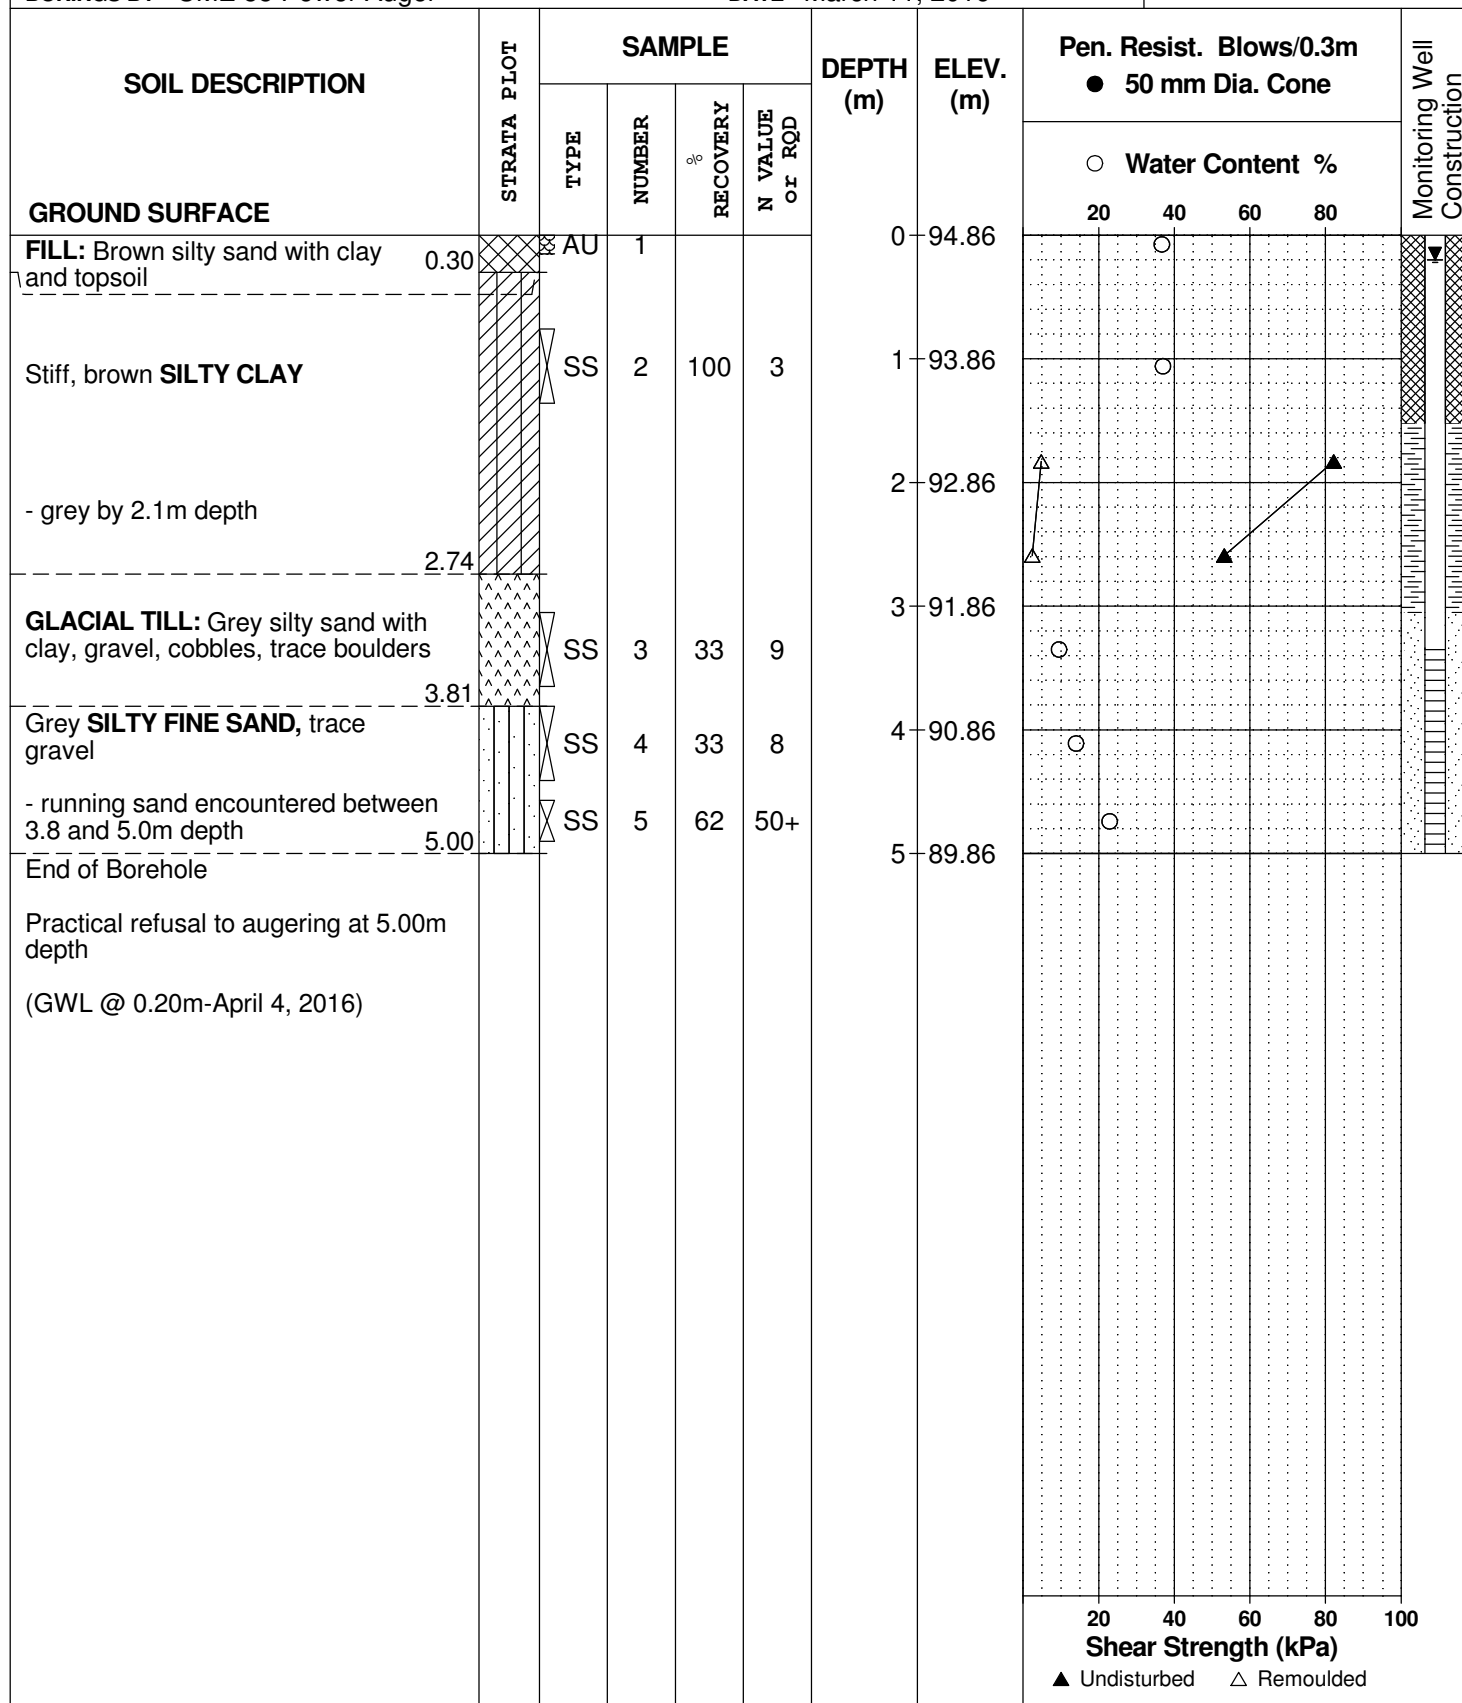 SOIL DESCRIPTION
GROUND SURFACE
STRATA PLOT
SAMPLE
TYPE
NUMBER
% RECOVERY
N VALUE or RQD
DEPTH (m)
ELEV. (m)
Pen. Resist. Blows/0.3m
● 50 mm Dia. Cone
○ Water Content %
20 40 60 80
Monitoring Well
Construction
FILL: Brown silty sand with clay
and topsoil
0.30
AU 1
0 94.86
Stiff, brown SILTY CLAY
SS 2 100 3
1 93.86
2 92.86
- grey by 2.1m depth
2.74
3 91.86
GLACIAL TILL: Grey silty sand with
clay, gravel, cobbles, trace boulders
3.81
SS 3 33 9
Grey SILTY FINE SAND, trace
gravel
SS 4 33 8
4 90.86
- running sand encountered between
3.8 and 5.0m depth
5.00
SS 5 62 50+
5 89.86
End of Borehole
Practical refusal to augering at 5.00m
depth
(GWL @ 0.20m-April 4, 2016)
20 40 60 80 100
Shear Strength (kPa)
▲ Undisturbed △ Remoulded